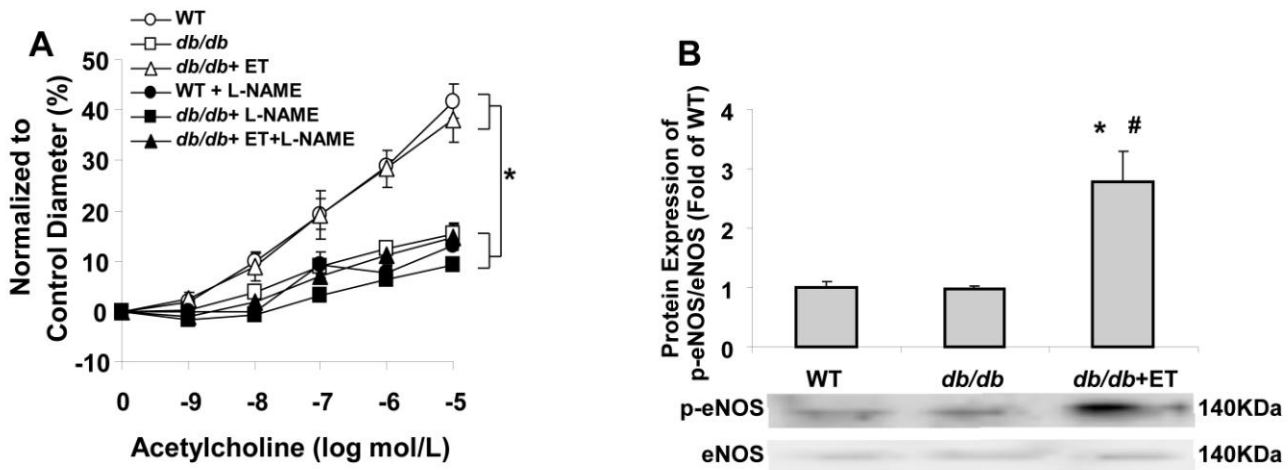 A
WT
db/db
db/db+ ET
WT + L-NAME
db/db+ L-NAME
db/db+ ET+L-NAME
Normalized to
Control Diameter (%)
50
40
30
20
10
0
-10
*
0 -9 -8 -7 -6 -5
Acetylcholine (log mol/L)
B
Protein Expression of
p-eNOS/eNOS (Fold of WT)
4
3
2
1
0
* #
WT db/db db/db+ET
p-eNOS 140KDa
eNOS 140KDa